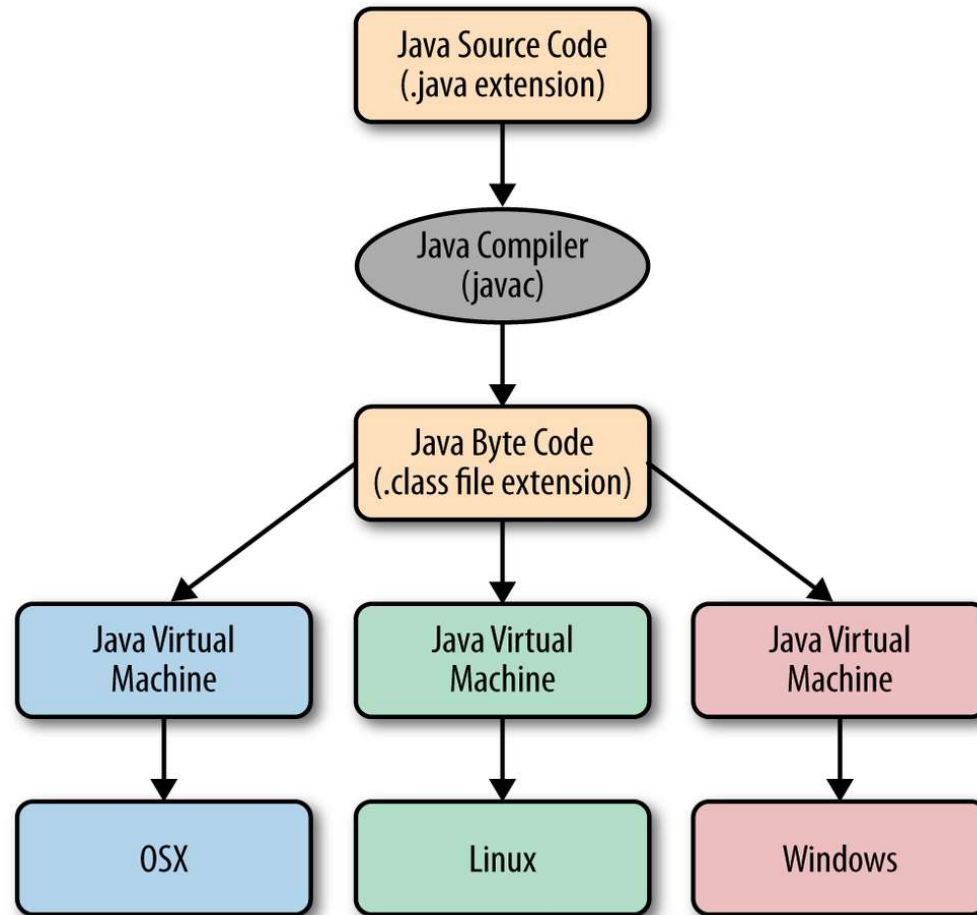 Java Source Code
(.java extension)
Java Compiler
(javac)
Java Byte Code
(.class file extension)
Java Virtual
Machine
Java Virtual
Machine
Java Virtual
Machine
OSX
Linux
Windows